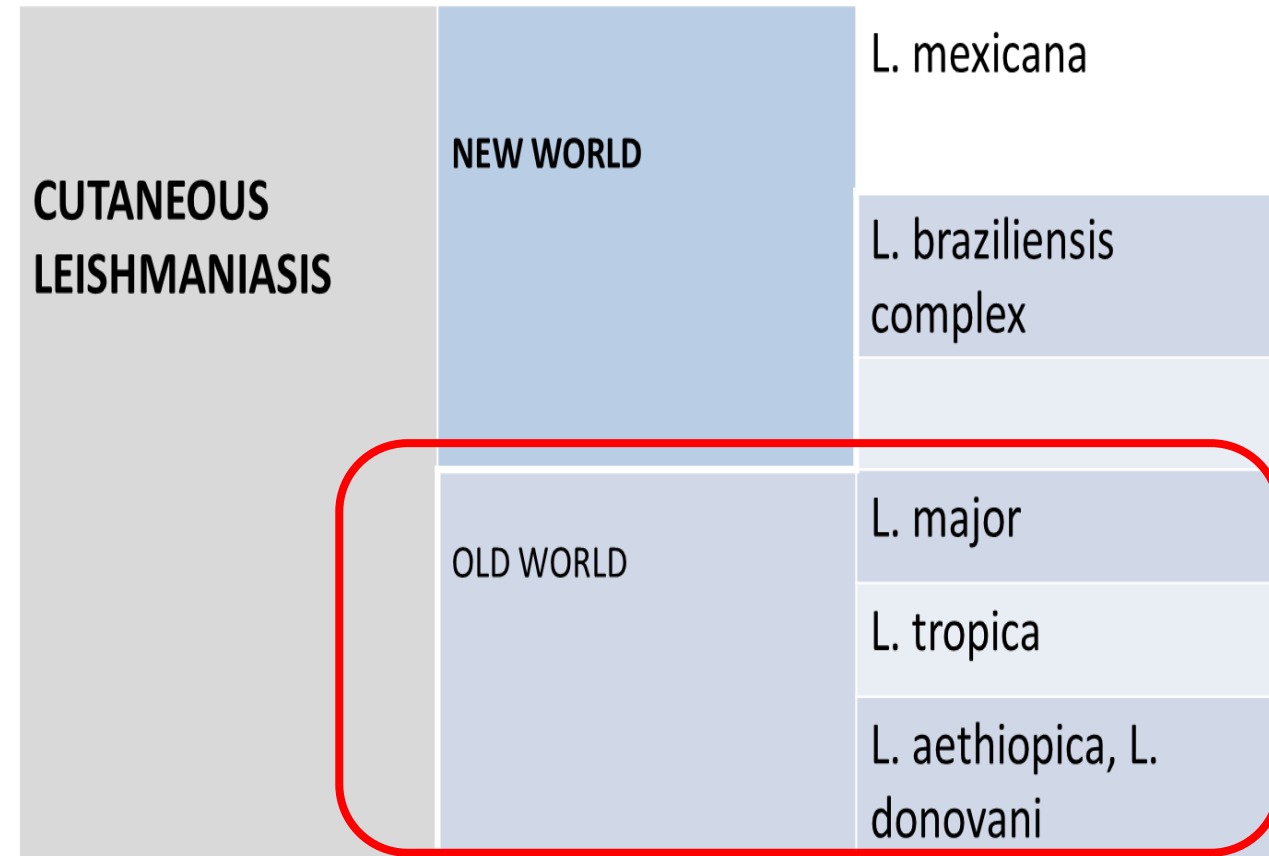 CUTANEOUS
LEISHMANIASIS
NEW WORLD
L. mexicana
L. braziliensis
complex
OLD WORLD
L. major
L. tropica
L. aethiopica, L.
donovani